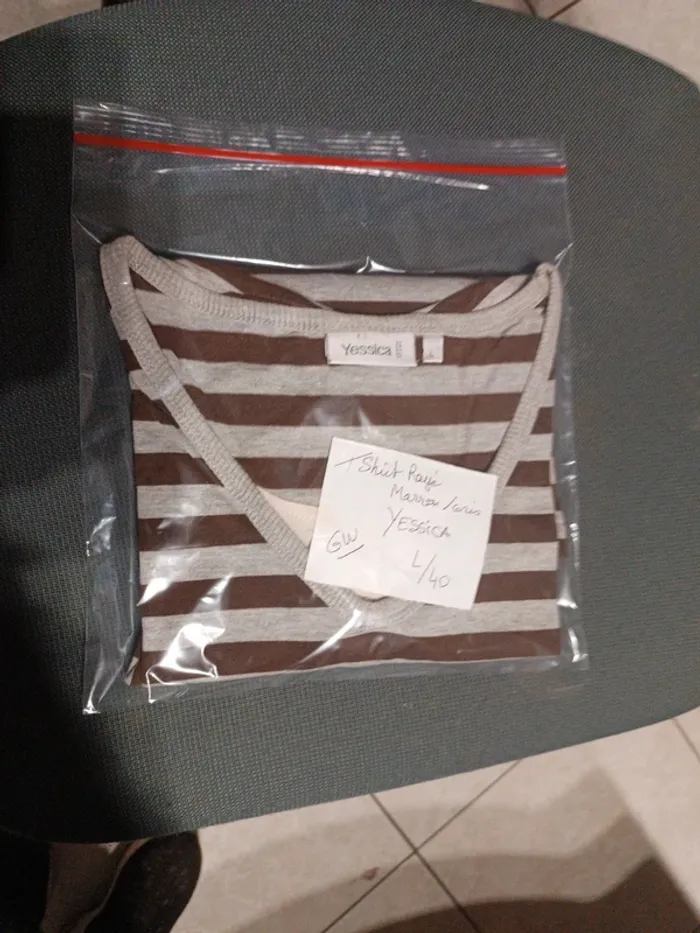 Yessica
L
T Shirt Rayé
Marron/Gris
YESSICA
GW
L/40